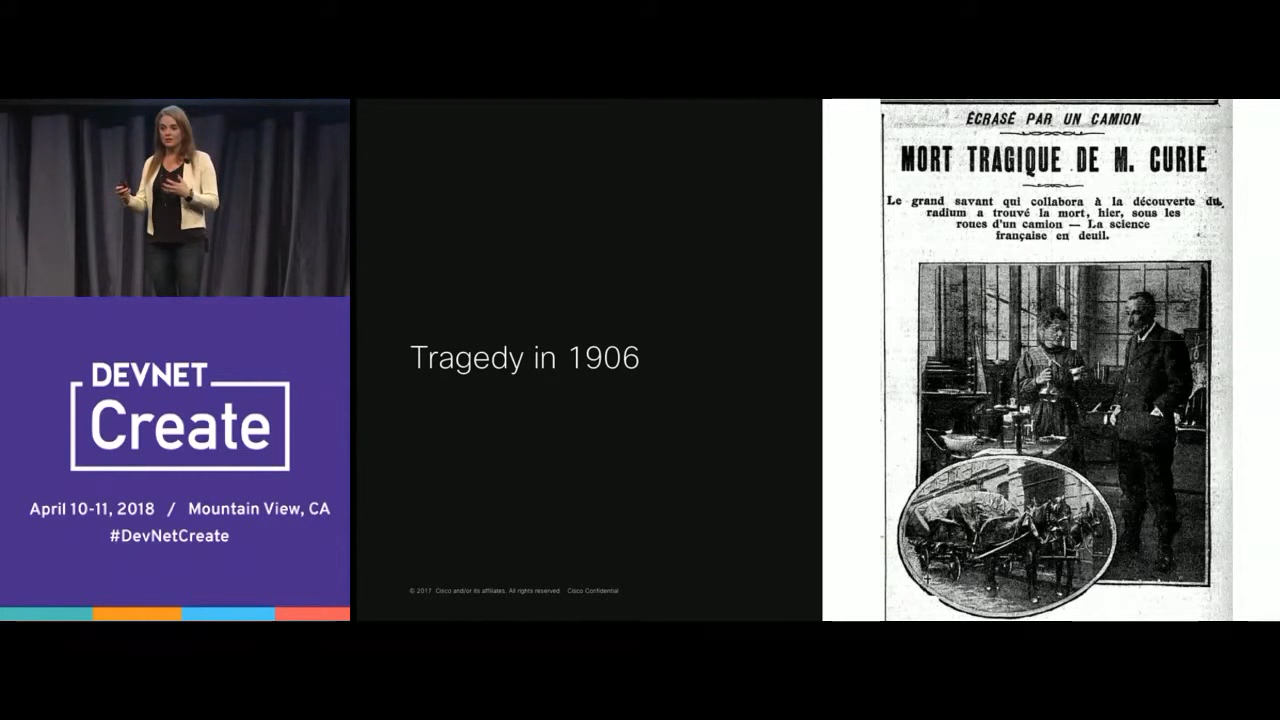 DEVNET
Create
April 10-11, 2018 / Mountain View, CA
#DevNetCreate
Tragedy in 1906
© 2017 Cisco and/or its affiliates. All rights reserved Cisco Confidential
ÉCRASÉ PAR UN CAMION
MORT TRAGIQUE DE M. CURIE
Le grand savant qui collabora à la découverte du
radium a trouvé la mort, hier, sous les
roues d'un camion — La science
française en deuil.